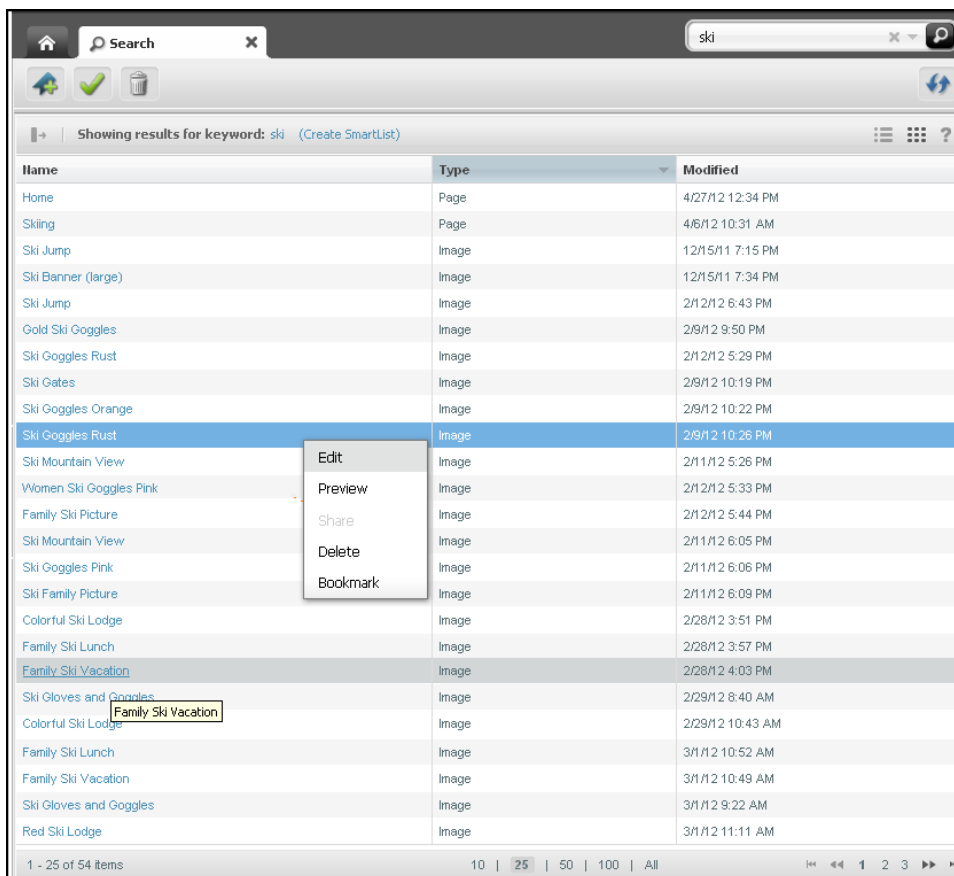 Search
ski
Showing results for keyword: ski (Create SmartList)
?
Name Type Modified
Home Page 4/27/12 12:34 PM
Skiing Page 4/6/12 10:31 AM
Ski Jump Image 12/15/11 7:15 PM
Ski Banner (large) Image 12/15/11 7:34 PM
Ski Jump Image 2/12/12 6:43 PM
Gold Ski Goggles Image 2/9/12 9:50 PM
Ski Goggles Rust Image 2/12/12 5:29 PM
Ski Gates Image 2/9/12 10:19 PM
Ski Goggles Orange Image 2/9/12 10:22 PM
Ski Goggles Rust Image 2/9/12 10:26 PM
Edit
Ski Mountain View Image 2/11/12 5:26 PM
Women Ski Goggles Pink Preview Image 2/12/12 5:33 PM
Family Ski Picture Share Image 2/12/12 5:44 PM
Ski Mountain View Delete Image 2/11/12 6:05 PM
Ski Goggles Pink Bookmark Image 2/11/12 6:06 PM
Ski Family Picture Image 2/11/12 6:09 PM
Colorful Ski Lodge Image 2/28/12 3:51 PM
Family Ski Lunch Image 2/28/12 3:57 PM
Family Ski Vacation Image 2/28/12 4:03 PM
Ski Gloves and Goggles Image 2/29/12 8:40 AM
Family Ski Vacation
Colorful Ski Lodge Image 2/29/12 10:43 AM
Family Ski Lunch Image 3/1/12 10:52 AM
Family Ski Vacation Image 3/1/12 10:49 AM
Ski Gloves and Goggles Image 3/1/12 9:22 AM
Red Ski Lodge Image 3/1/12 11:11 AM
1 - 25 of 54 items 10 | 25 | 50 | 100 | All 1 2 3